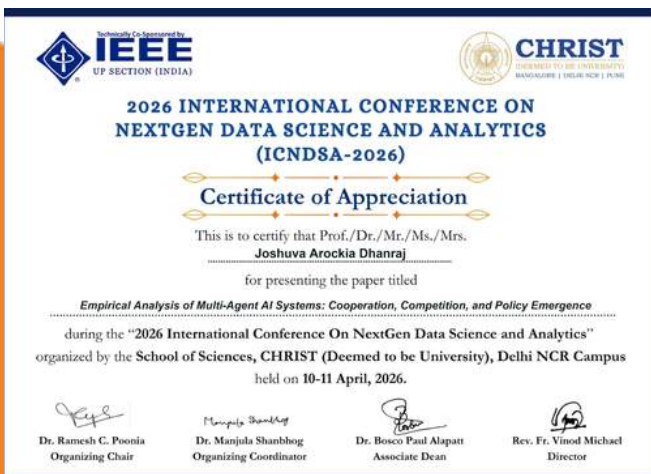 Technically Co-Sponsored by
IEEE
UP SECTION (INDIA)
CHRIST
(DEEMED TO BE UNIVERSITY)
BANGALORE | DELHI NCR | PUNE
2026 INTERNATIONAL CONFERENCE ON
NEXTGEN DATA SCIENCE AND ANALYTICS
(ICNDSA-2026)
Certificate of Appreciation
This is to certify that Prof./Dr./Mr./Ms./Mrs.
Joshuva Arockia Dhanraj
for presenting the paper titled
Empirical Analysis of Multi-Agent AI Systems: Cooperation, Competition, and Policy Emergence
during the “2026 International Conference On NextGen Data Science and Analytics”
organized by the School of Sciences, CHRIST (Deemed to be University), Delhi NCR Campus
held on 10-11 April, 2026.
Manjula Shanbhog
Dr. Ramesh C. Poonia Dr. Manjula Shanbhog Dr. Bosco Paul Alapatt Rev. Fr. Vinod Michael
Organizing Chair Organizing Coordinator Associate Dean Director